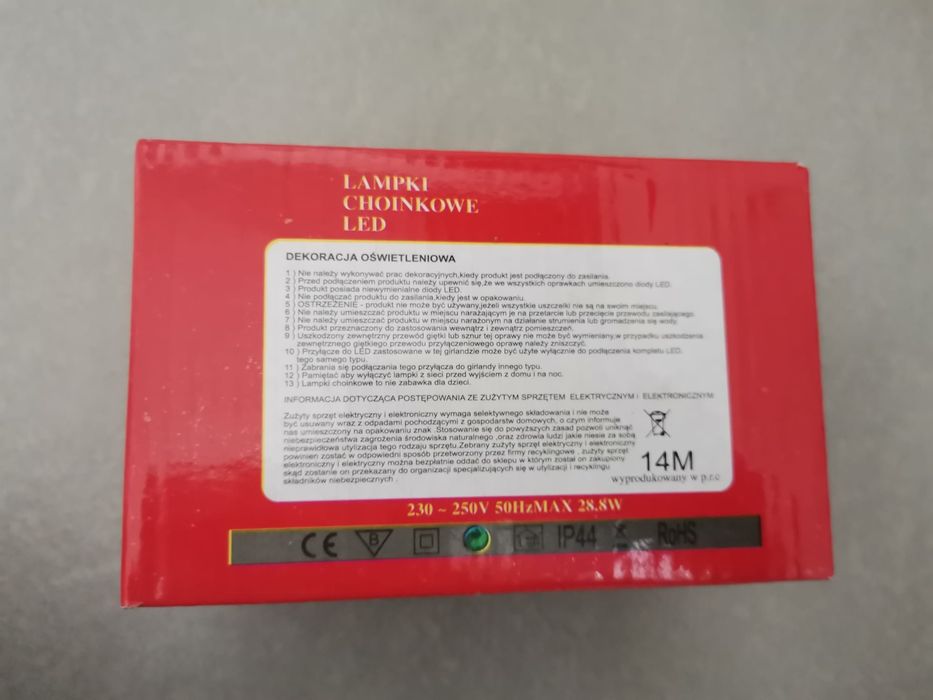 LAMPKI
CHOINKOWE
LED
DEKORACJA OŚWIETLENIOWA
1 ) Nie należy wykonywać prac dekoracyjnych,kiedy produkt jest podłączony do zasilania.
2 ) Przed podłączeniem produktu należy upewnić się,że we wszystkich oprawkach umieszczono diody LED.
3 ) Produkt posiada niewymienialne diody LED.
4 ) Nie podłączać produktu do zasilania,kiedy jest w opakowaniu.
5 ) OSTRZEŻENIE - produkt nie może być używany,jeżeli wszystkie uszczelki nie są na swoim miejscu.
6 ) Nie należy umieszczać produktu w miejscu narażającym je na przetarcie lub przecięcie przewodu zasilającego.
7 ) Nie należy umieszczać produktu w miejscu narażonym na działanie strumienia lub gromadzenia się wody.
8 ) Produkt przeznaczony do zastosowania wewnątrz i zewnątrz pomieszczeń.
9 ) Uszkodzony zewnętrzny przewód giętki lub sznur tej oprawy nie może być wymieniany,w przypadku uszkodzenia
zewnętrznego giętkiego przewodu przyłączeniowego oprawę należy zniszczyć.
10 ) Przyłącze do LED zastosowane w tej girlandzie może być użyte wyłącznie do podłączenia kompletu LED,
tego samego typu.
11 ) Zabrania się podłączania tego przyłącza do girlandy innego typu.
12 ) Pamiętać aby wyłączyć lampki z sieci przed wyjściem z domu i na noc.
13 ) Lampki choinkowe to nie zabawka dla dzieci.
INFORMACJA DOTYCZĄCA POSTĘPOWANIA ZE ZUŻYTYM SPRZĘTEM ELEKTRYCZNYM i ELEKTRONICZNYM
Zużyty sprzęt elektryczny i elektroniczny wymaga selektywnego składowania i nie może
być usuwany wraz z odpadami pochodzącymi z gospodarstw domowych, o czym informuje
nas umieszczony na opakowaniu znak .Stosowanie się do powyższych zasad pozwoli uniknąć
niebezpieczeństwa zagrożenia środowiska naturalnego ,oraz zdrowia ludzi jakie niesie za sobą
nieprawidłowa utylizacja tego rodzaju sprzętu.Zebrany zużyty sprzęt elektryczny i elektroniczny
powinien zostać w odpowiedni sposób przetworzony przez firmy recyklingowe , zużyty sprzęt
elektroniczny i elektryczny można bezpłatnie oddać do sklepu w którym został on zakupiony
skąd zostanie on przekazany do organizacji specjalizujących się w utylizacji i recyklingu
składników niebezpiecznych .
14M
wyprodukowany w p.r.c
230 ~ 250V 50HzMAX 28.8W
CE B IP44 RoHS